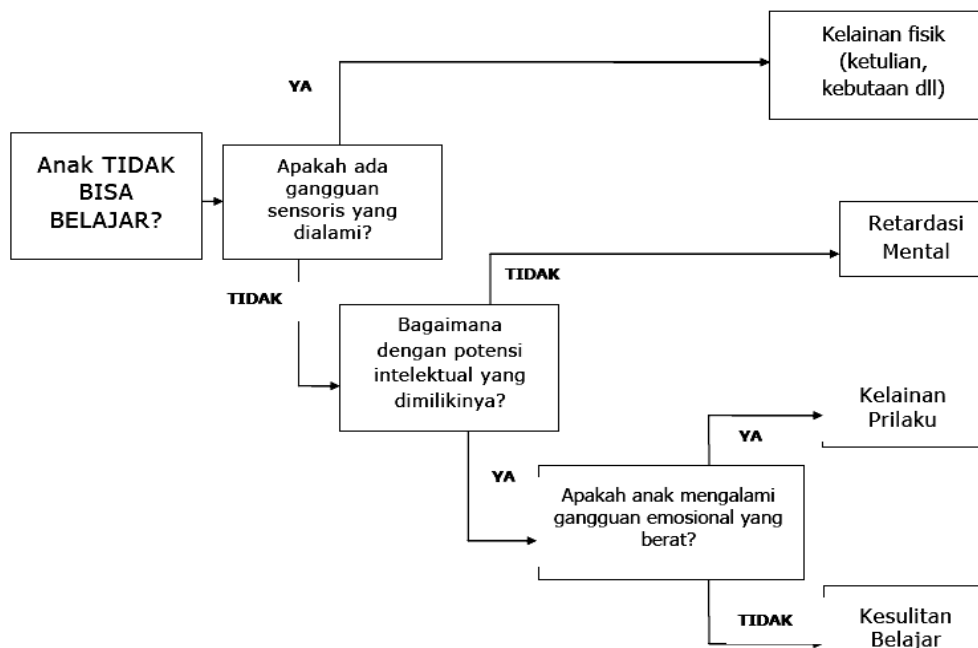 Kelainan fisik
(ketulian,
kebutaan dll)
YA
Anak TIDAK
BISA
BELAJAR?
Apakah ada
gangguan
sensoris yang
dialami?
Retardasi
Mental
TIDAK
TIDAK
Bagaimana
dengan potensi
intelektual yang
dimilikinya?
Kelainan
Prilaku
YA
YA
Apakah anak mengalami
gangguan emosional yang
berat?
TIDAK
Kesulitan
Belajar